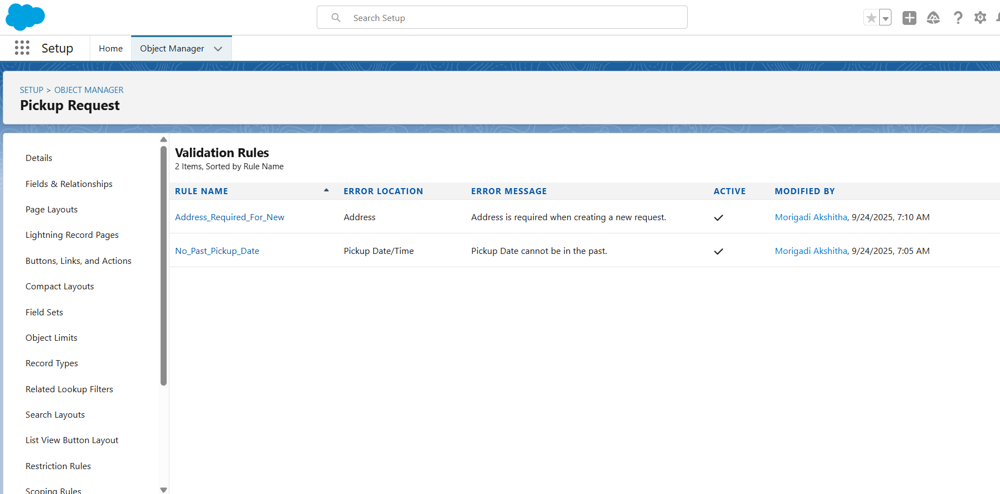 Search Setup
Setup
Home
Object Manager
SETUP > OBJECT MANAGER
Pickup Request
Details
Fields & Relationships
Page Layouts
Lightning Record Pages
Buttons, Links, and Actions
Compact Layouts
Field Sets
Object Limits
Record Types
Related Lookup Filters
Search Layouts
List View Button Layout
Restriction Rules
Scoping Rules
Validation Rules
2 Items, Sorted by Rule Name
RULE NAME ERROR LOCATION ERROR MESSAGE ACTIVE MODIFIED BY
Address_Required_For_New Address Address is required when creating a new request. Morigadi Akshitha, 9/24/2025, 7:10 AM
No_Past_Pickup_Date Pickup Date/Time Pickup Date cannot be in the past. Morigadi Akshitha, 9/24/2025, 7:05 AM